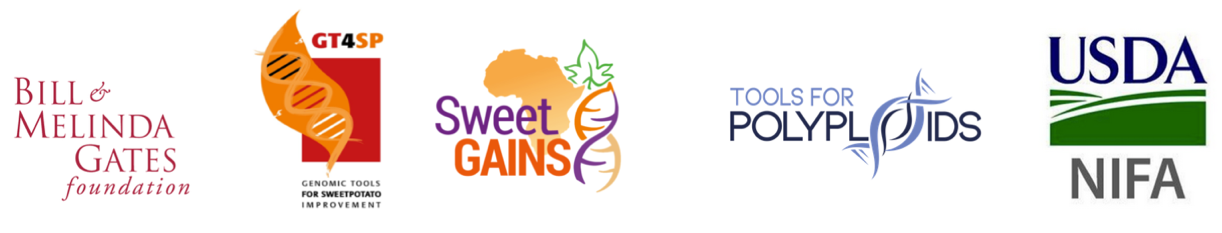 BILL &
MELINDA
GATES
foundation
GT4SP
GENOMIC TOOLS
FOR SWEETPOTATO
IMPROVEMENT
Sweet
GAINS
TOOLS FOR
POLYPLOIDS
USDA
NIFA